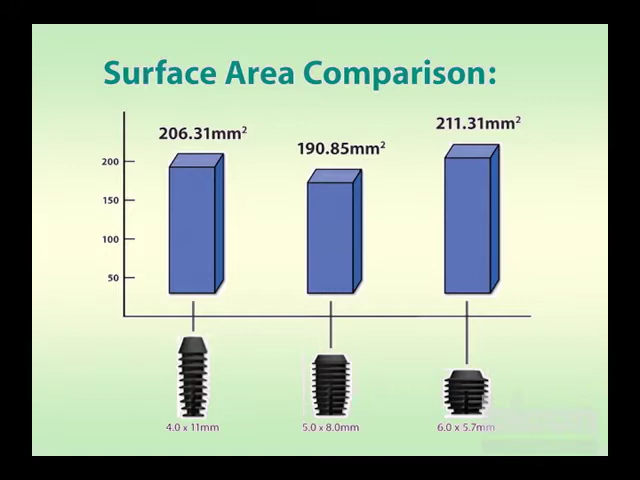 Surface Area Comparison:
206.31mm²
190.85mm²
211.31mm²
200
150
100
50
4.0 x 11mm
5.0 x 8.0mm
6.0 x 5.7mm